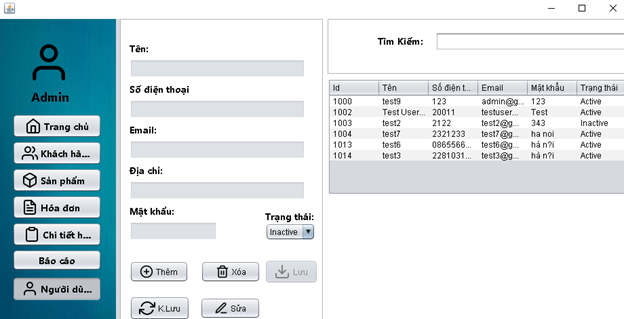 Admin
Trang chủ
Khách hà...
Sản phẩm
Hóa đơn
Chi tiết h...
Báo cáo
Người dù...
Tên:
Số điện thoại
Email:
Địa chỉ:
Mật khẩu:
Trạng thái:
Inactive
Thêm
Xóa
Lưu
K.Lưu
Sửa
Tìm Kiếm:
Id Tên Số điện t... Email Mật khẩu Trạng thái
1000 test9 123 admin@g... 123 Active
1002 Test User... 20011 testuser... Test Active
1003 test2 2122 test2@g... 343 Inactive
1004 test7 2321233 test7@g... ha noi Active
1013 test6 0865566... test6@g... hà n?i Active
1014 test3 2281031... test3@g... hà n?i Active